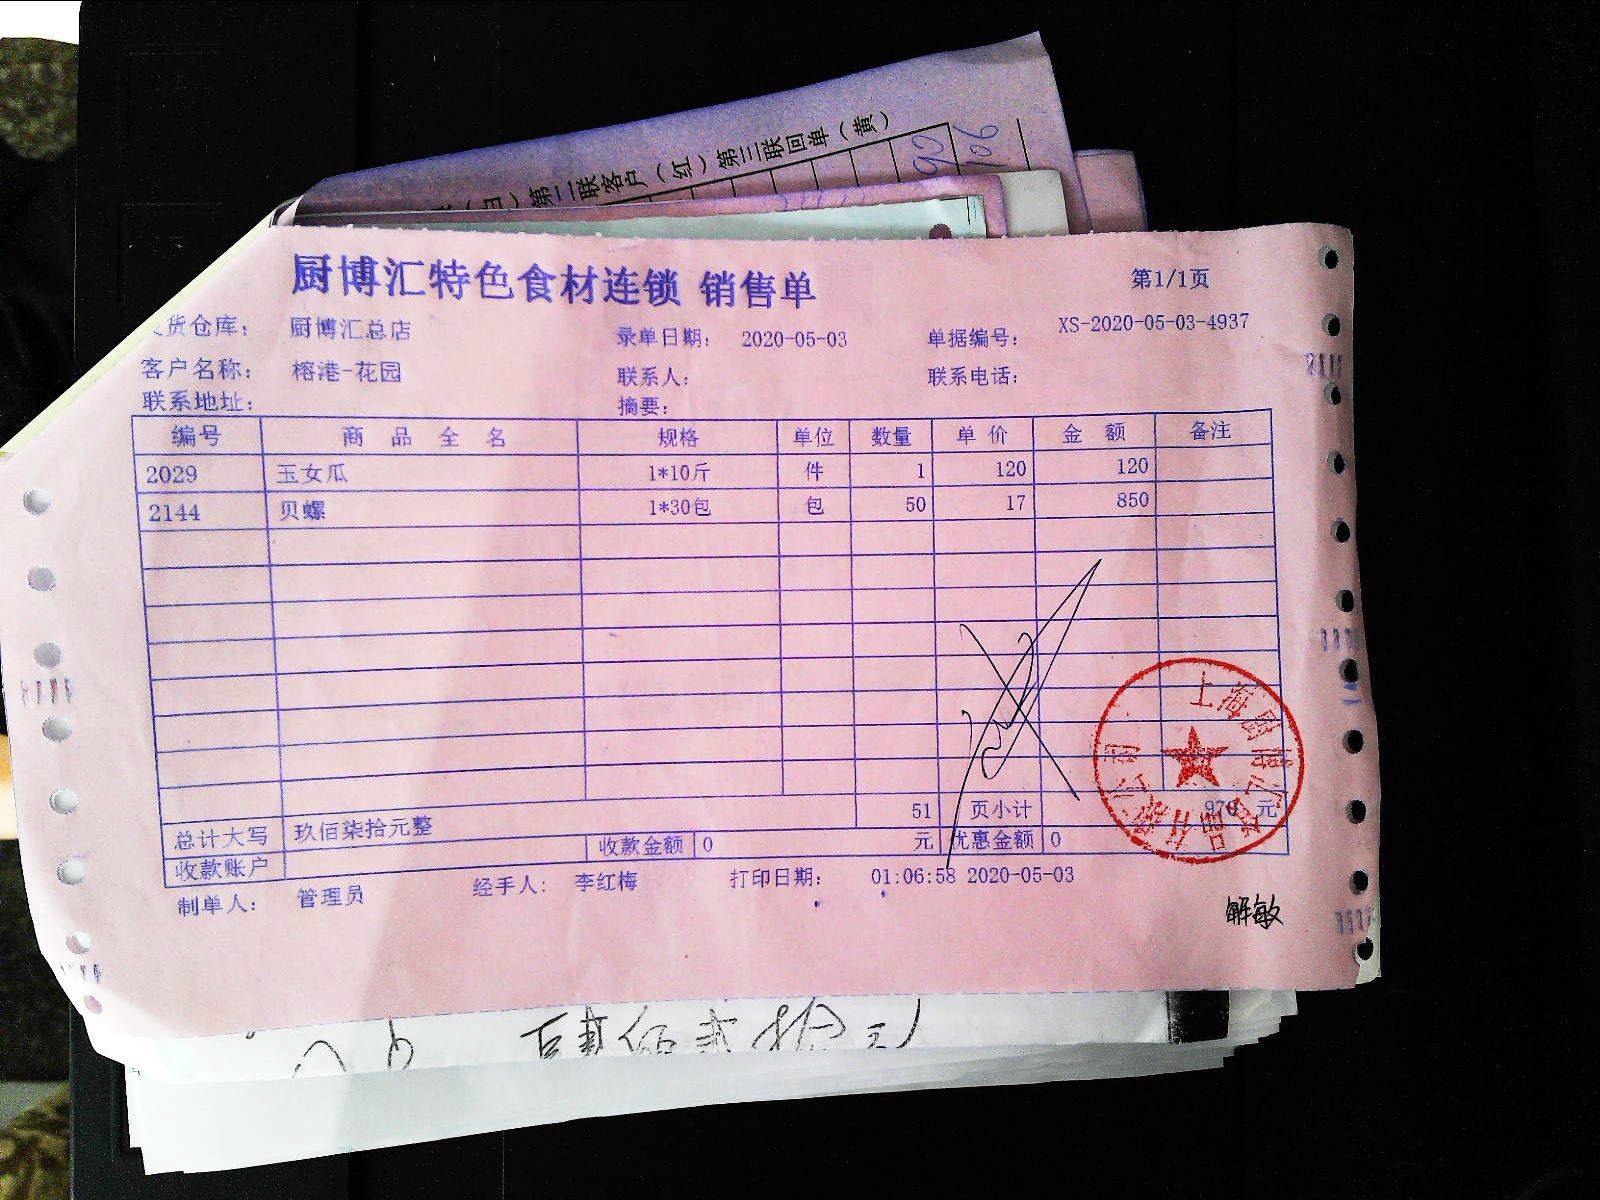 第二联客户（红）第三联回单（黄）
90
106
厨博汇特色食材连锁 销售单
第1/1页
货仓库： 厨博汇总店 录单日期： 2020-05-03 单据编号： XS-2020-05-03-4937
客户名称： 榕港-花园 联系人： 联系电话：
联系地址： 摘要：
编号 商品全名 规格 单位 数量 单价 金额 备注
2029 玉女瓜 1*10斤 件 1 120 120
2144 贝螺 1*30包 包 50 17 850
51 页小计 970 元
总计大写 玖佰柒拾元整
收款账户 收款金额 0 元 优惠金额 0
制单人： 管理员 经手人： 李红梅 打印日期： 01:06:58 2020-05-03
解敏